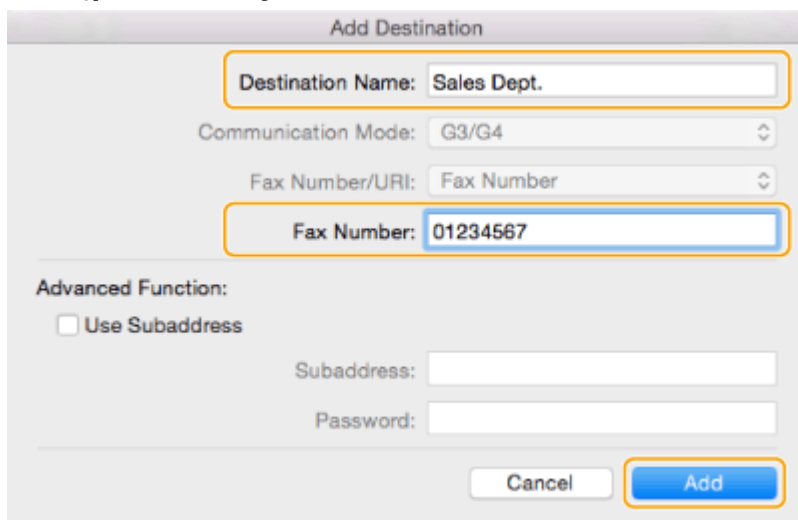 Add Destination
Destination Name: Sales Dept.
Communication Mode: G3/G4
Fax Number/URI: Fax Number
Fax Number: 01234567
Advanced Function:
Use Subaddress
Subaddress:
Password:
Cancel Add